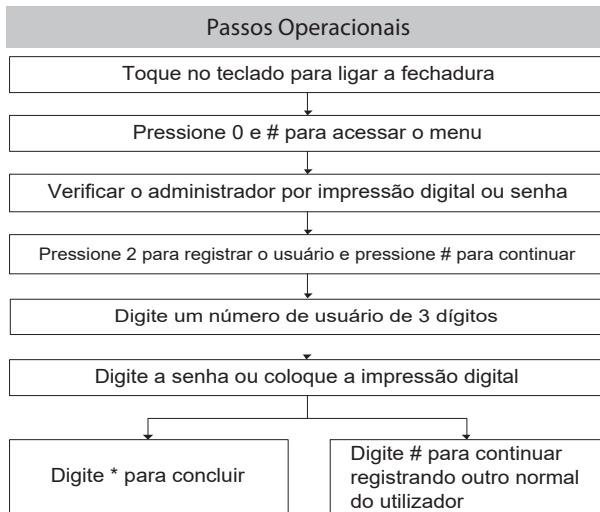 Passos Operacionais
Toque no teclado para ligar a fechadura
Pressione 0 e # para acessar o menu
Verificar o administrador por impressão digital ou senha
Pressione 2 para registrar o usuário e pressione # para continuar
Digite um número de usuário de 3 dígitos
Digite a senha ou coloque a impressão digital
Digite * para concluir
Digite # para continuar
registrando outro normal
do utilizador